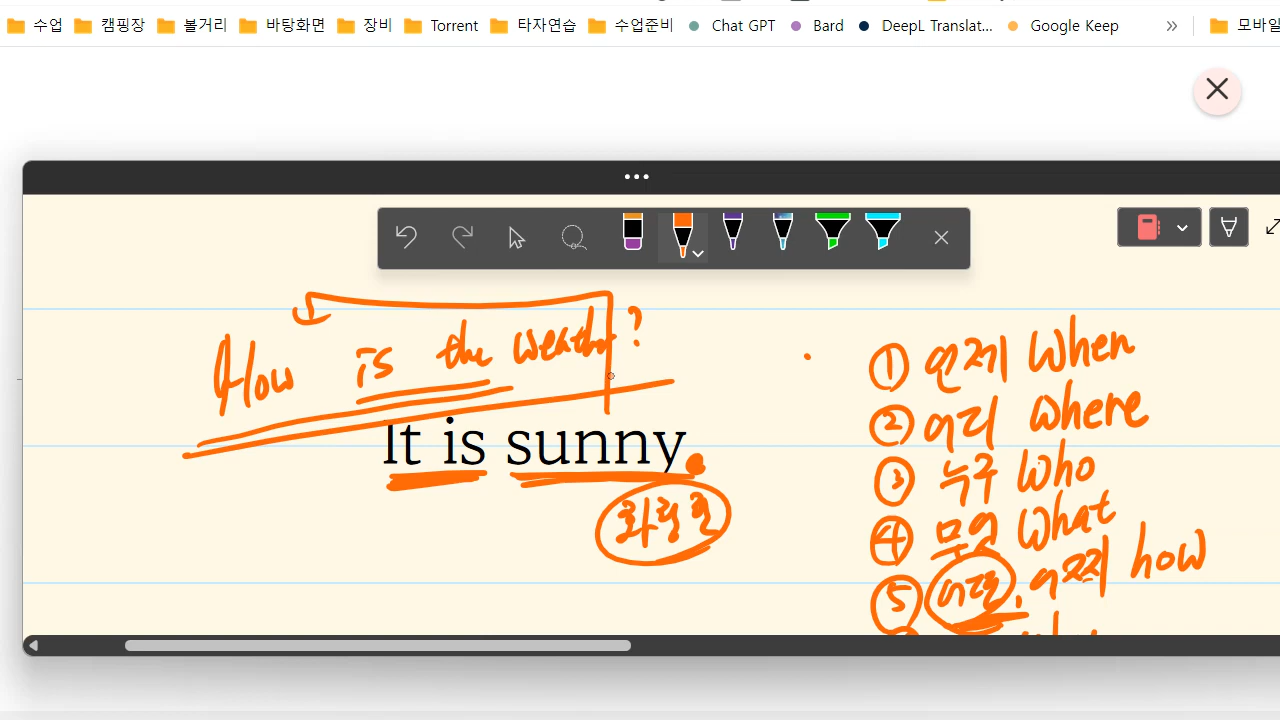 수업 캠핑장 볼거리 바탕화면 장비 Torrent 타자연습 수업준비 Chat GPT Bard DeepL Translat... Google Keep » 모바일
How is the weather?
It is sunny.
화창한
① 언제 When
② 어디 where
③ 누구 who
④ 무엇 what
⑤ 어떤, 어찌 how